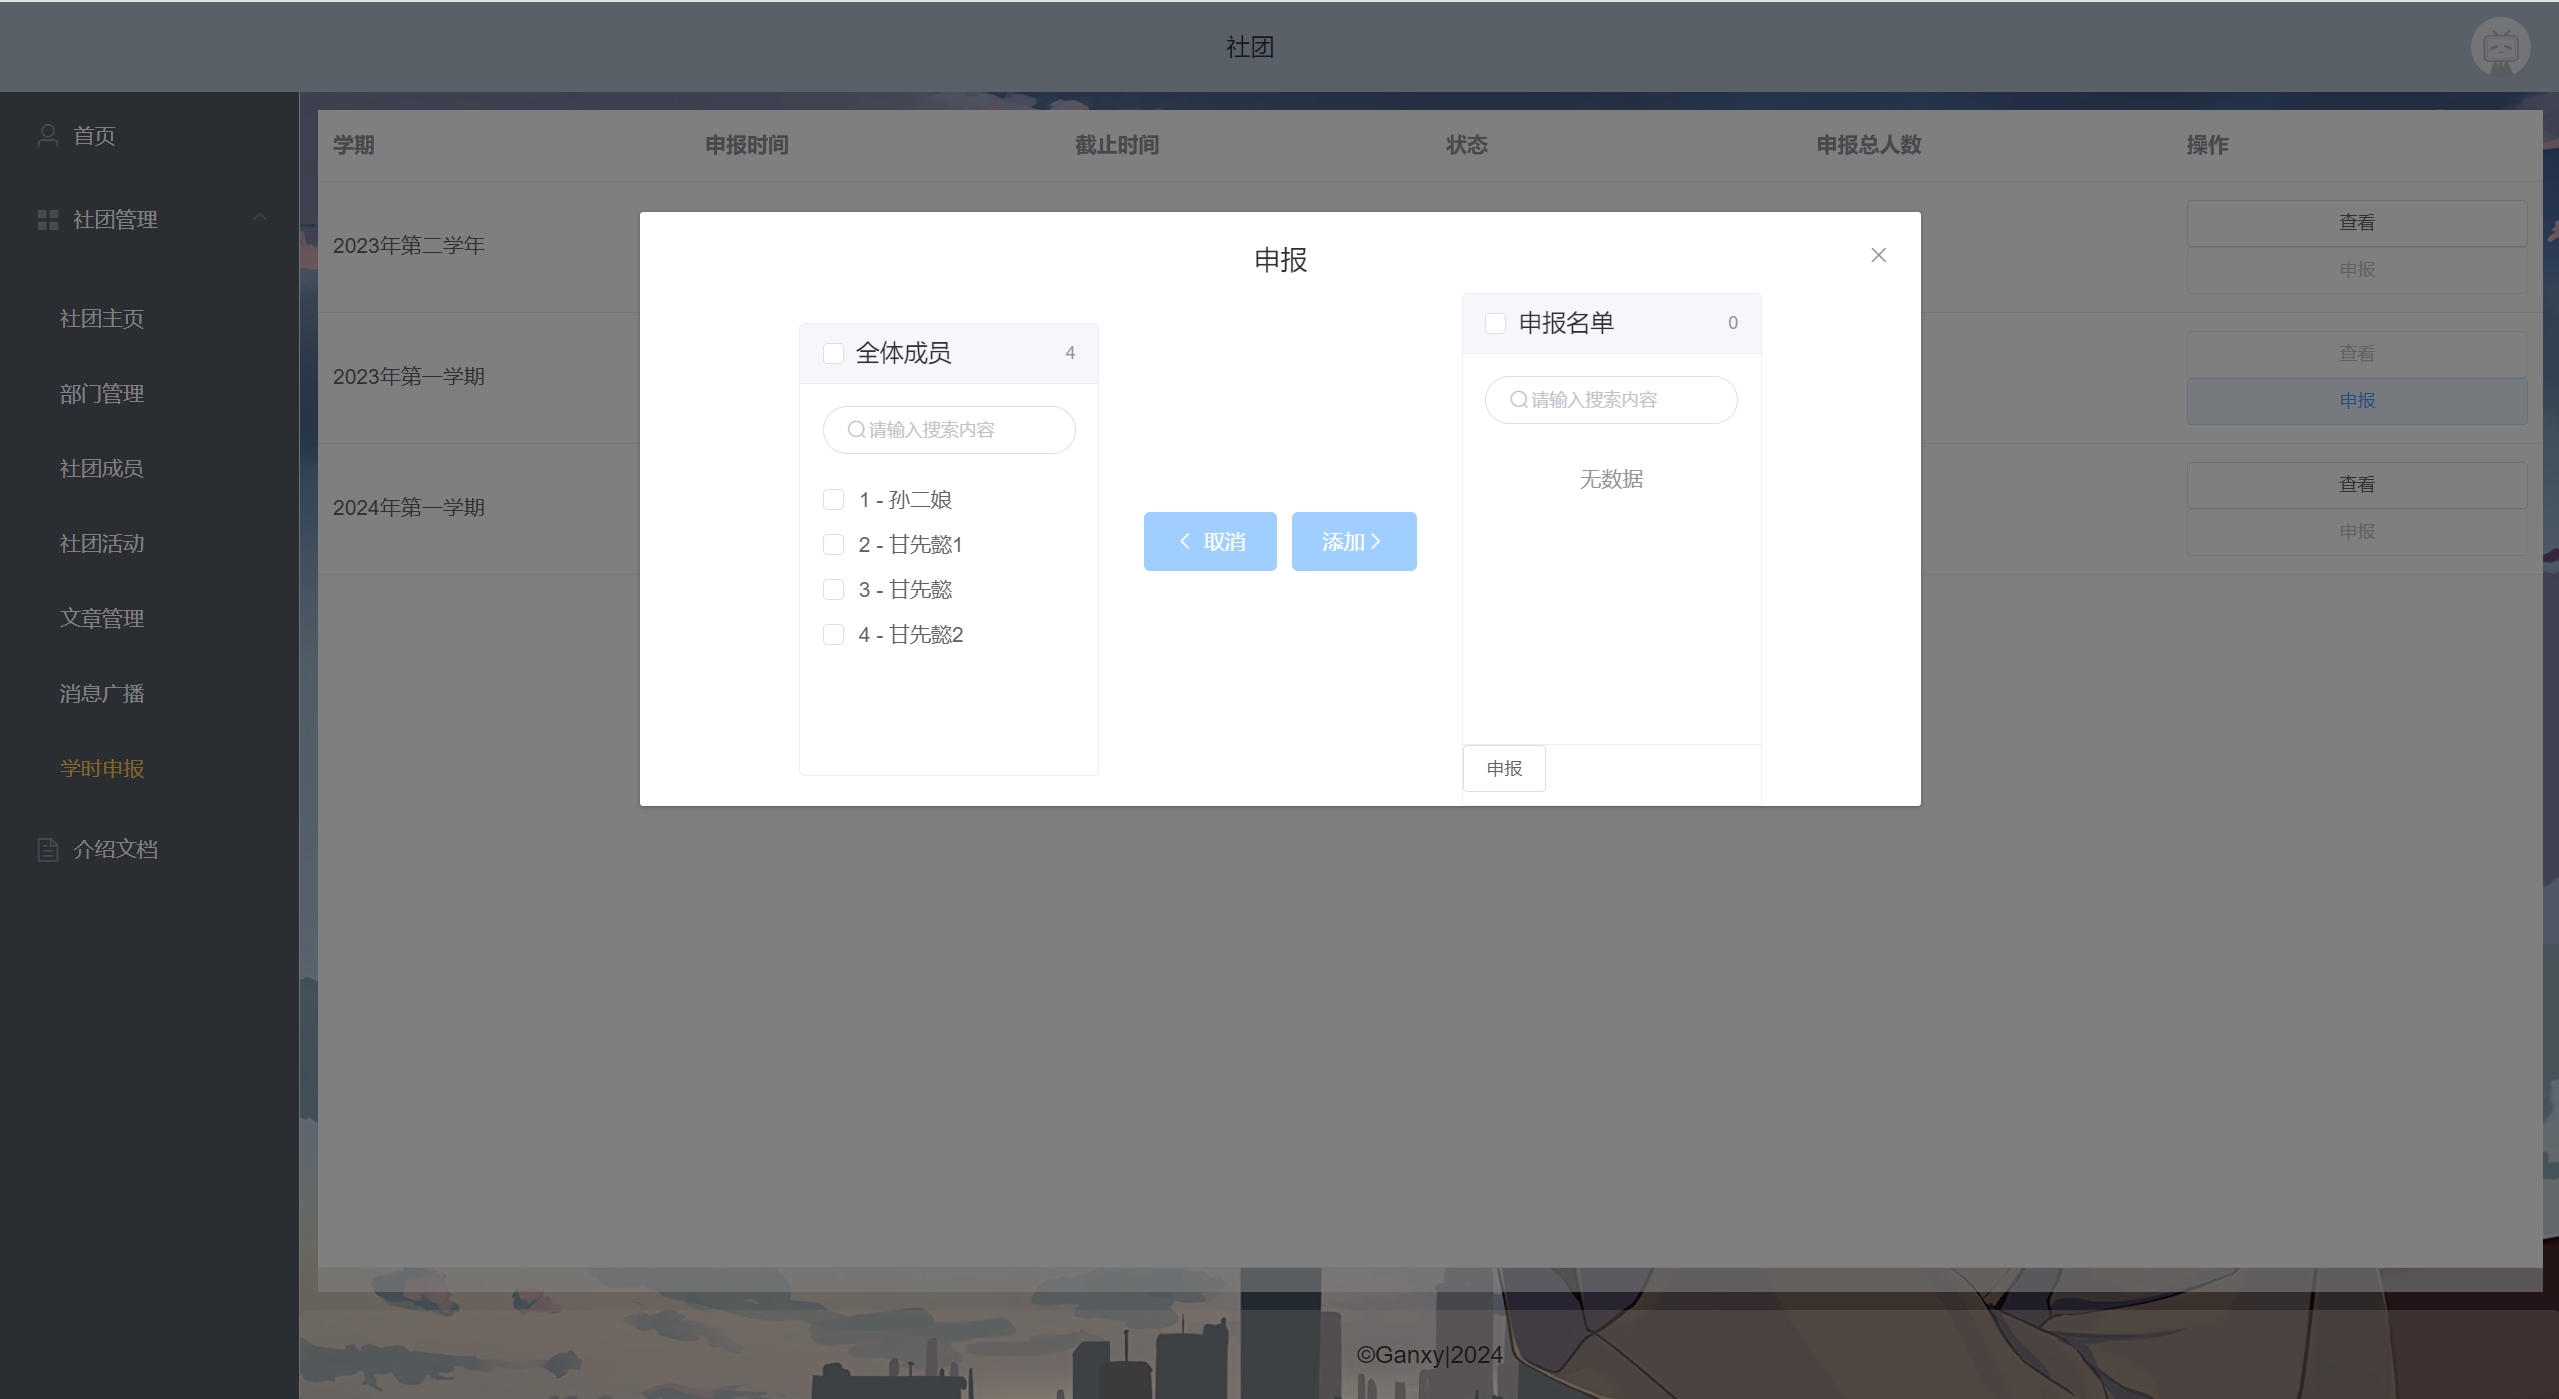 社团
首页
社团管理
社团主页
部门管理
社团成员
社团活动
文章管理
消息广播
学时申报
介绍文档
学期 申报时间 截止时间 状态 申报总人数 操作
2023年第二学年 查看
申报
2023年第一学期 查看
申报
2024年第一学期 查看
申报
申报
全体成员 4
请输入搜索内容
1 - 孙二娘
2 - 甘先懿1
3 - 甘先懿
4 - 甘先懿2
取消
添加
申报名单 0
请输入搜索内容
无数据
申报
©Ganxy|2024